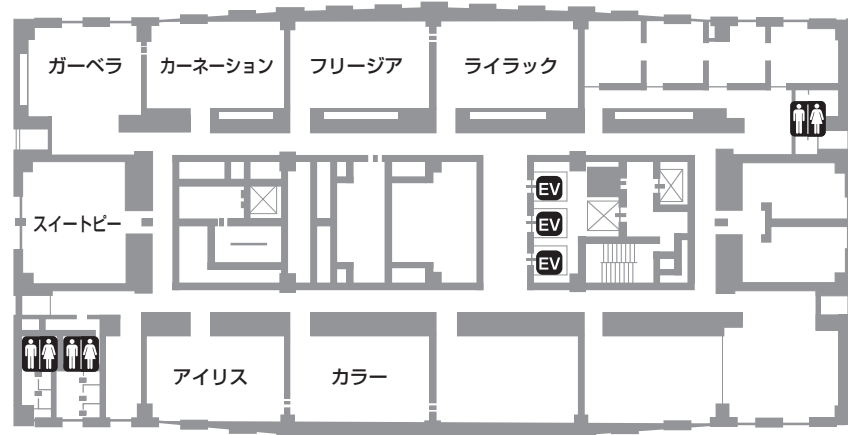 ガーベラ
カーネーション
フリージア
ライラック
スイートピー
EV
EV
EV
アイリス
カラー